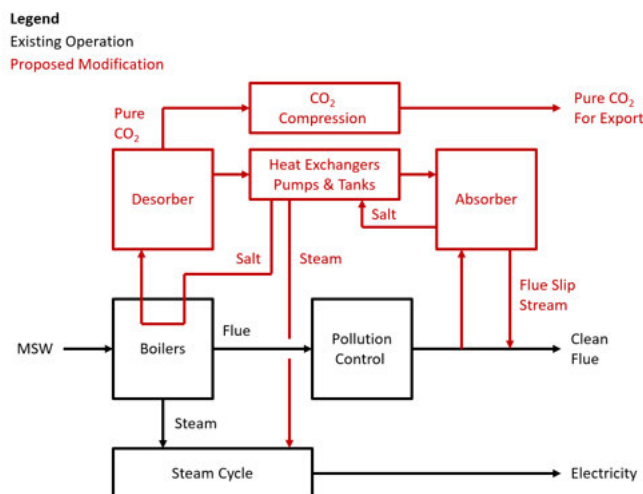 Legend
Existing Operation
Proposed Modification
Pure
CO₂
CO₂
Compression
Pure CO₂
For Export
Desorber
Heat Exchangers
Pumps & Tanks
Absorber
Salt
Salt
Steam
Flue Slip
Stream
MSW
Boilers
Flue
Pollution
Control
Clean
Flue
Steam
Steam Cycle
Electricity